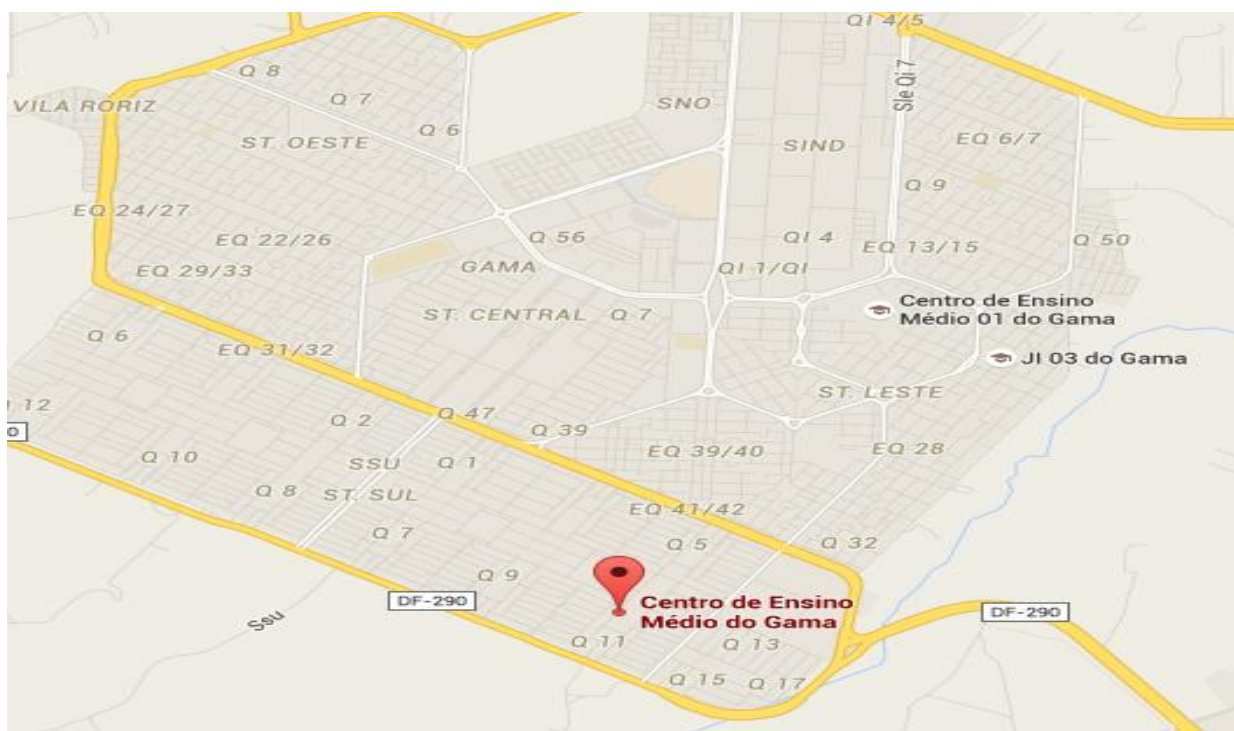 QI 4/5
Sle QI 7
Q 8
Q 7
VILA RORIZ
SNO
Q 6
ST. OESTE
SIND
EQ 6/7
Q 9
EQ 24/27
EQ 22/26
Q 56
QI 4
EQ 13/15
Q 50
EQ 29/33
GAMA
QI 1/QI
Centro de Ensino
Médio 01 do Gama
ST. CENTRAL
Q 7
Q 6
EQ 31/32
JI 03 do Gama
ST. LESTE
12
Q 2
Q 47
Q 39
EQ 39/40
EQ 28
Q 10
SSU
Q 1
Q 8
ST. SUL
EQ 41/42
Q 7
Q 5
Q 32
Q 9
DF-290
Centro de Ensino
Médio do Gama
DF-290
Ssu
Q 11
Q 13
Q 15
Q 17